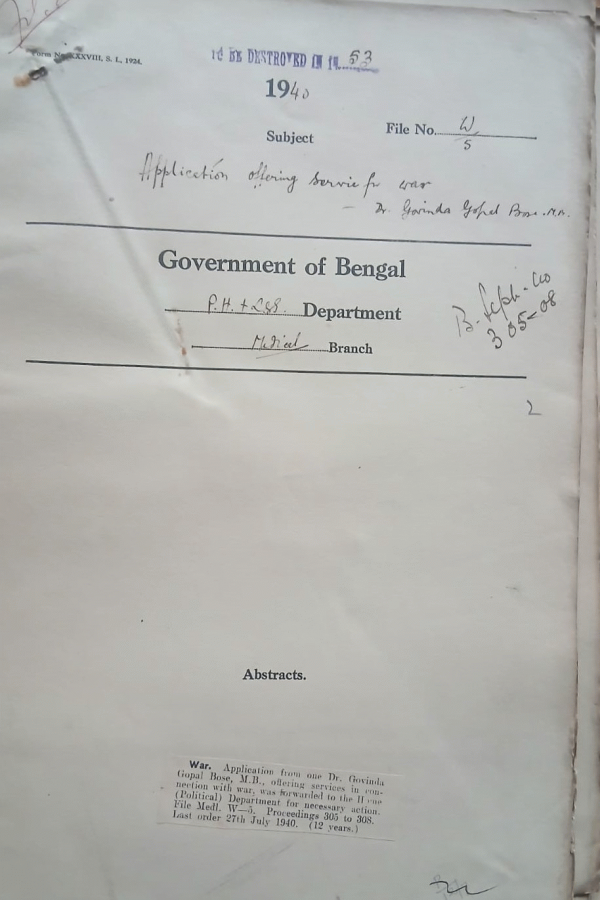 Form No. XXVIII, S. I., 1924.
TO BE DESTROYED IN 19 53
1940
Subject
File No. W/5
Application offering service for war
— Dr. Govinda Gopal Bose. M.B.
Government of Bengal
P.H. & LSG. Department
Medical Branch
B. Sept. 40
305-08
2
Abstracts.
War. Application from one Dr. Govinda
Gopal Bose, M.B., offering services in con-
nection with war, was forwarded to the Home
(Political) Department for necessary action.
File Medl. W—5. Proceedings 305 to 308.
Last order 27th July 1940. (12 years.)